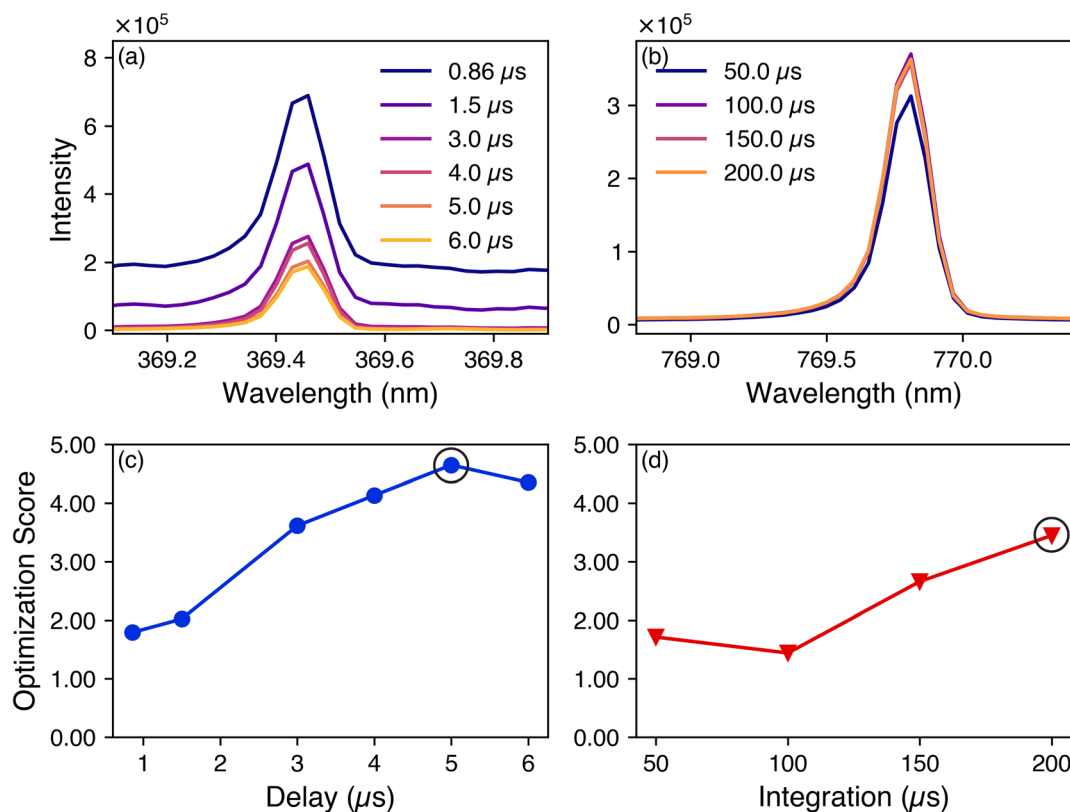 ×10⁵
(a)
8
6
4
2
0
Intensity
0.86 µs
1.5 µs
3.0 µs
4.0 µs
5.0 µs
6.0 µs
369.2 369.4 369.6 369.8
Wavelength (nm)
×10⁵
(b)
3
2
1
0
50.0 µs
100.0 µs
150.0 µs
200.0 µs
769.0 769.5 770.0
Wavelength (nm)
(c)
5.00
4.00
3.00
2.00
1.00
0.00
Optimization Score
1 2 3 4 5 6
Delay (µs)
(d)
5.00
4.00
3.00
2.00
1.00
0.00
50 100 150 200
Integration (µs)